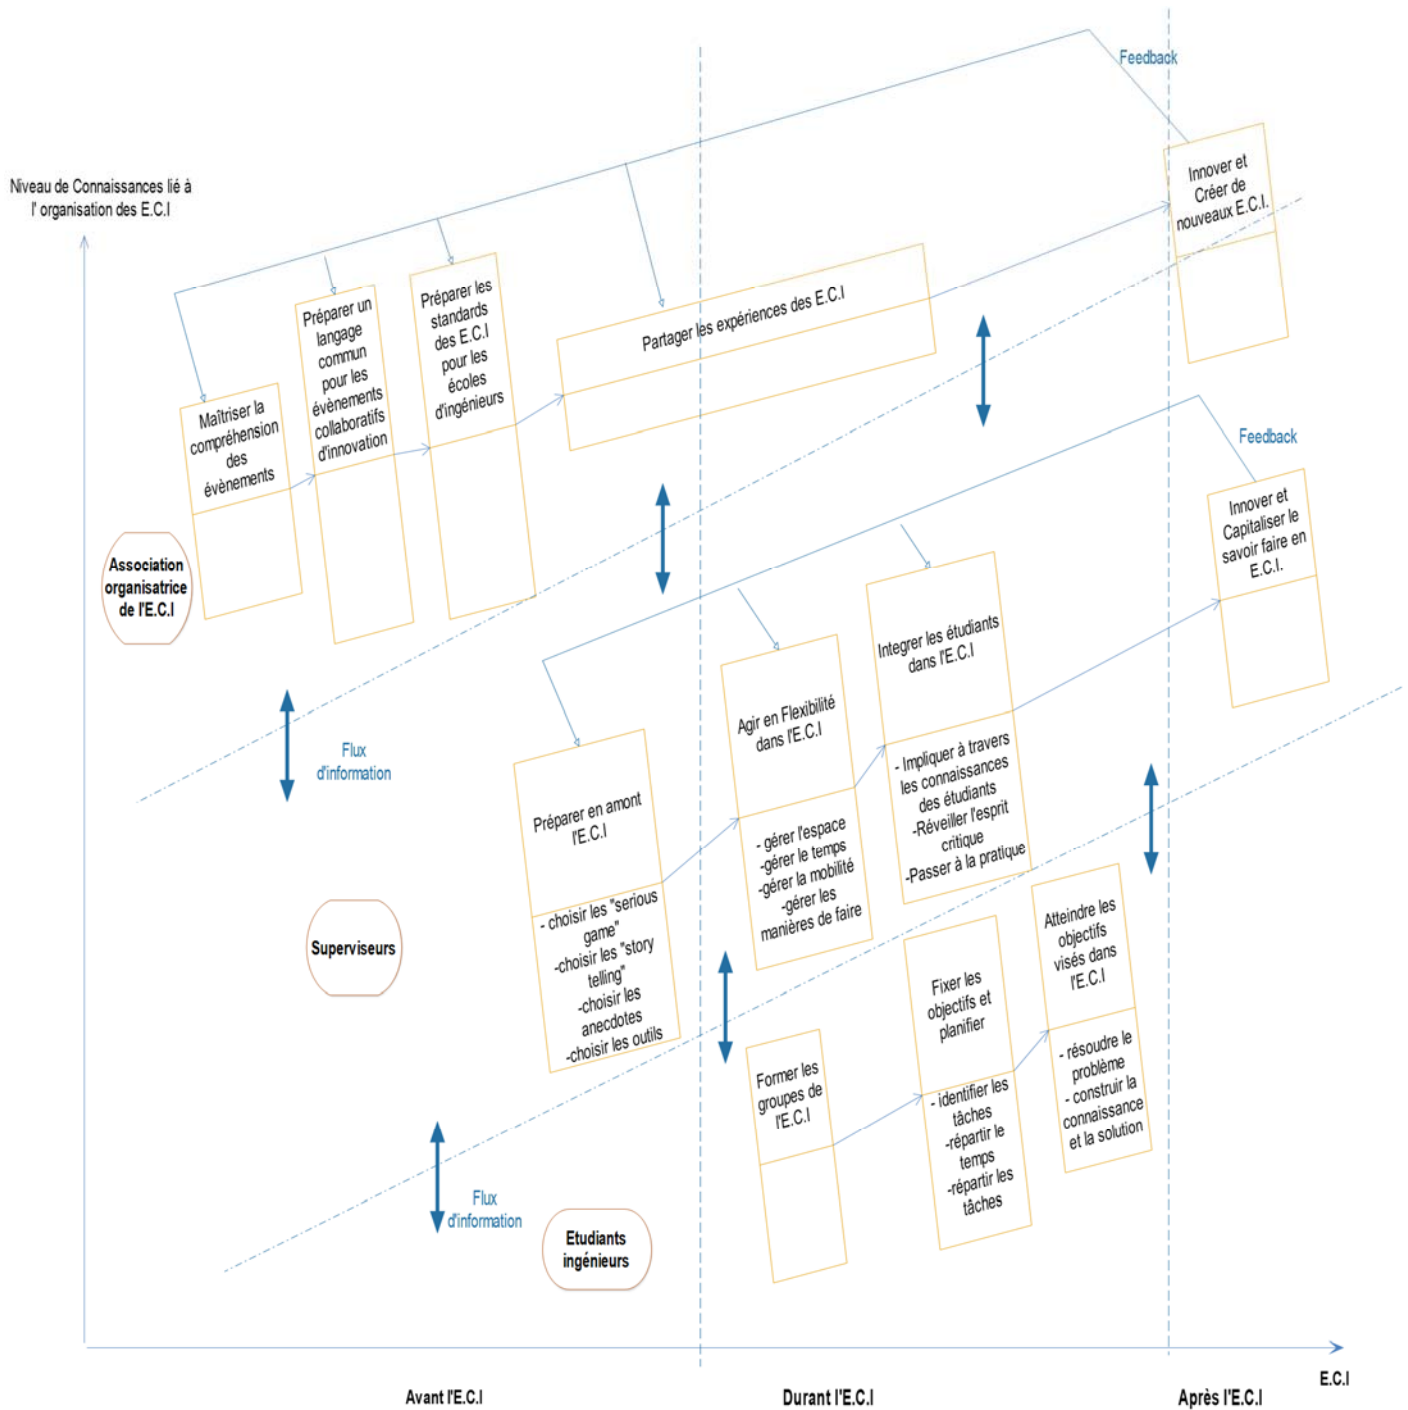 Feedback
Niveau de Connaissances lié à
l' organisation des E.C.I
Innover et
Créer de
nouveaux E.C.I.
Préparer un
langage
commun
pour les
évènements
collaboratifs
d'innovation
Préparer les
standards
des E.C.I
pour les
écoles
d'ingénieurs
Partager les expériences des E.C.I
Maîtriser la
compréhension
des
évènements
Feedback
Innover et
Capitaliser le
savoir faire en
E.C.I.
Association
organisatrice
de l'E.C.I
Integrer les étudiants
dans l'E.C.I
Agir en Flexibilité
dans l'E.C.I
Flux
d'information
- Impliquer à travers
les connaissances
des étudiants
-Réveiller l'esprit
critique
-Passer à la pratique
Préparer en amont
l'E.C.I
- gérer l'espace
-gérer le temps
-gérer la mobilité
-gérer les
manières de faire
Superviseurs
- choisir les "serious
game"
-choisir les "story
telling"
-choisir les
anecdotes
-choisir les outils
Atteindre les
objectifs
visés dans
l'E.C.I
Fixer les
objectifs et
planifier
Former les
groupes de
l'E.C.I
- résoudre le
problème
- construir la
connaissance
et la solution
- identifier les
tâches
-répartir le
temps
-répartir les
tâches
Flux
d'information
Etudiants
ingénieurs
E.C.I
Avant l'E.C.I
Durant l'E.C.I
Après l'E.C.I